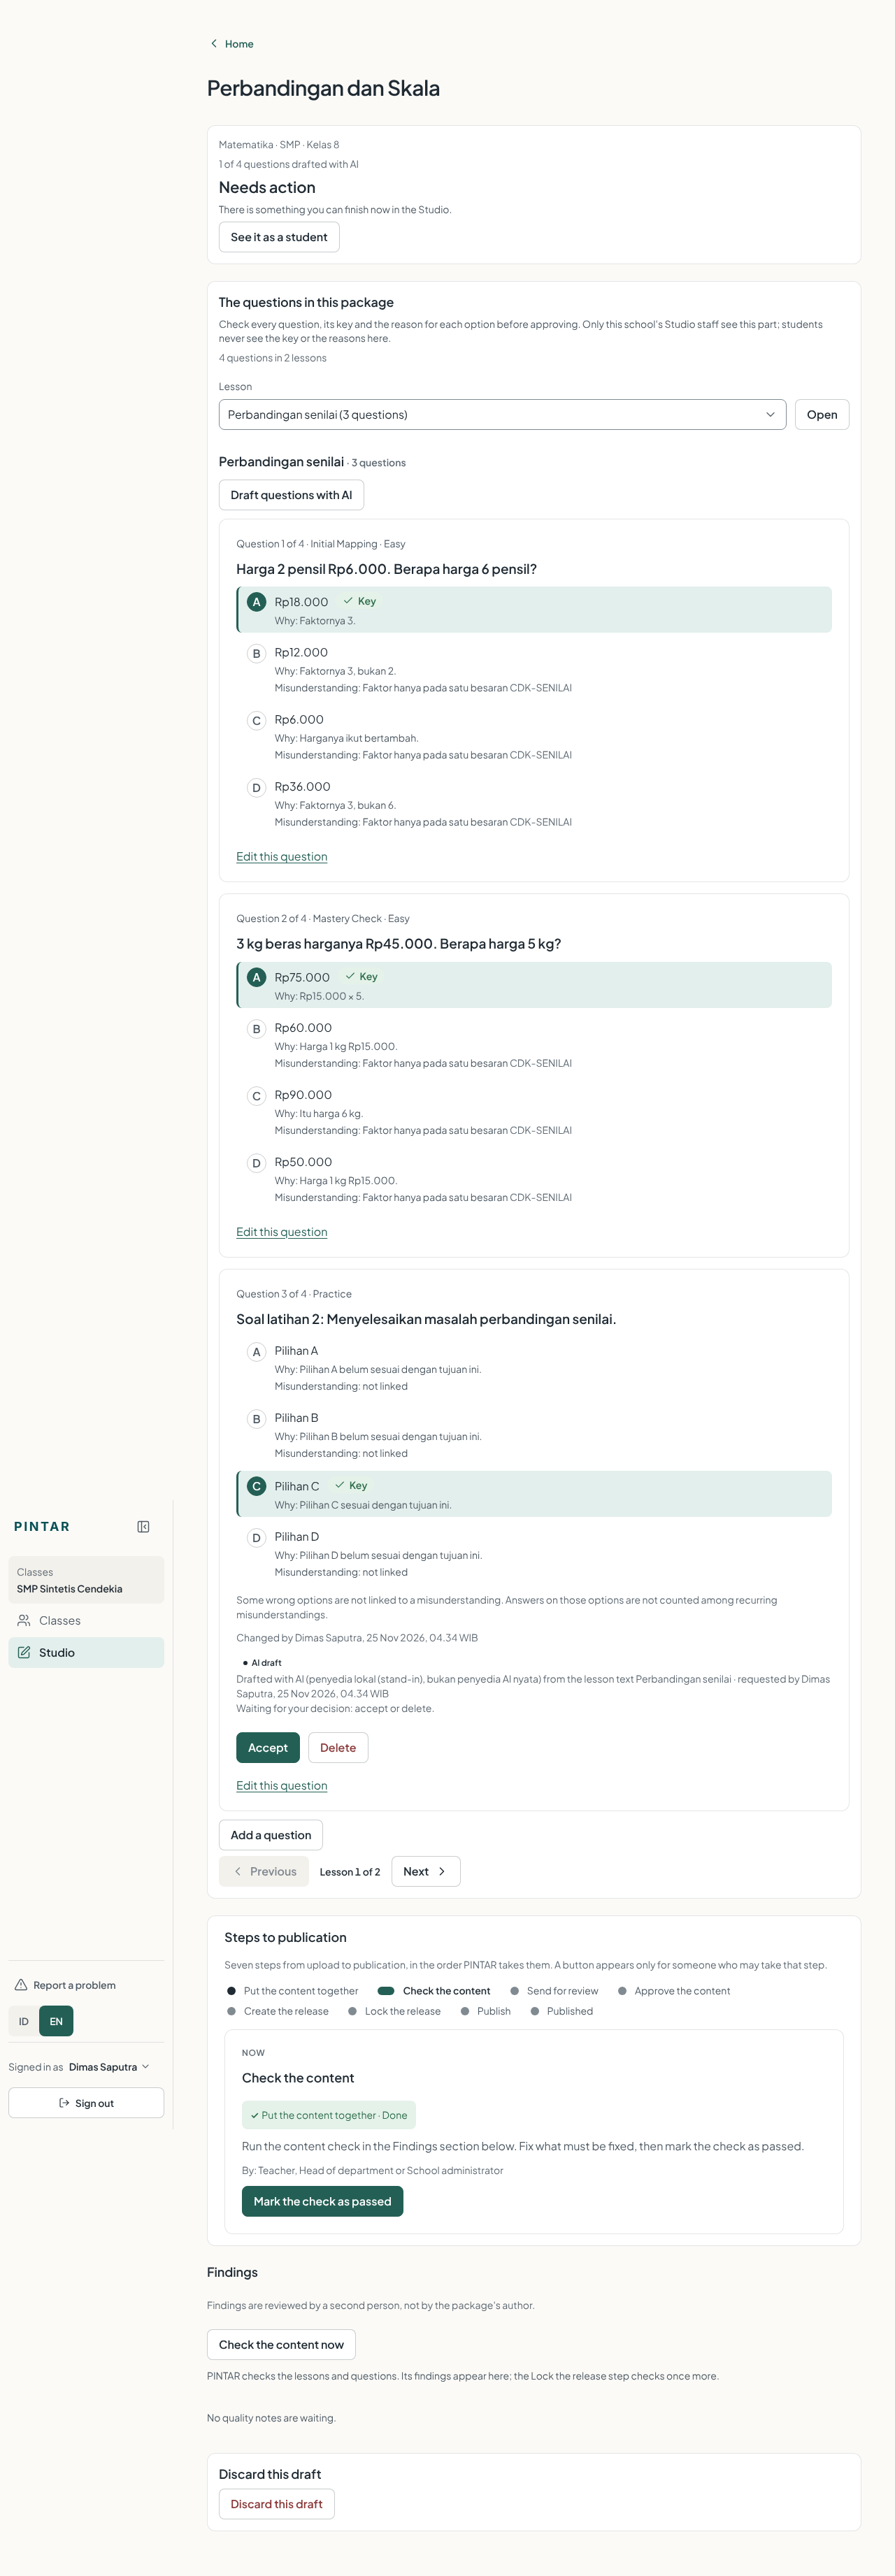 Home
Perbandingan dan Skala
Matematika · SMP · Kelas 8
1 of 4 questions drafted with AI
Needs action
There is something you can finish now in the Studio.
See it as a student
The questions in this package
Check every question, its key and the reason for each option before approving. Only this school's Studio staff see this part; students
never see the key or the reasons here.
4 questions in 2 lessons
Lesson
Perbandingan senilai (3 questions)
Open
Perbandingan senilai · 3 questions
Draft questions with AI
Question 1 of 4 · Initial Mapping · Easy
Harga 2 pensil Rp6.000. Berapa harga 6 pensil?
A Rp18.000 Key
Why: Faktornya 3.
B Rp12.000
Why: Faktornya 3, bukan 2.
Misunderstanding: Faktor hanya pada satu besaran CDK-SENILAI
C Rp6.000
Why: Harganya ikut bertambah.
Misunderstanding: Faktor hanya pada satu besaran CDK-SENILAI
D Rp36.000
Why: Faktornya 3, bukan 6.
Misunderstanding: Faktor hanya pada satu besaran CDK-SENILAI
Edit this question
Question 2 of 4 · Mastery Check · Easy
3 kg beras harganya Rp45.000. Berapa harga 5 kg?
A Rp75.000 Key
Why: Rp15.000 × 5.
B Rp60.000
Why: Harga 1 kg Rp15.000.
Misunderstanding: Faktor hanya pada satu besaran CDK-SENILAI
C Rp90.000
Why: Itu harga 6 kg.
Misunderstanding: Faktor hanya pada satu besaran CDK-SENILAI
D Rp50.000
Why: Harga 1 kg Rp15.000.
Misunderstanding: Faktor hanya pada satu besaran CDK-SENILAI
Edit this question
Question 3 of 4 · Practice
Soal latihan 2: Menyelesaikan masalah perbandingan senilai.
A Pilihan A
Why: Pilihan A belum sesuai dengan tujuan ini.
Misunderstanding: not linked
B Pilihan B
Why: Pilihan B belum sesuai dengan tujuan ini.
Misunderstanding: not linked
C Pilihan C Key
Why: Pilihan C sesuai dengan tujuan ini.
D Pilihan D
Why: Pilihan D belum sesuai dengan tujuan ini.
Misunderstanding: not linked
Some wrong options are not linked to a misunderstanding. Answers on those options are not counted among recurring
misunderstandings.
Changed by Dimas Saputra, 25 Nov 2026, 04.34 WIB
AI draft
Drafted with AI (penyedia lokal (stand-in), bukan penyedia AI nyata) from the lesson text Perbandingan senilai · requested by Dimas
Saputra, 25 Nov 2026, 04.34 WIB
Waiting for your decision: accept or delete.
Accept
Delete
Edit this question
Add a question
Previous
Lesson 1 of 2
Next
PINTAR
Classes
SMP Sintetis Cendekia
Classes
Studio
Report a problem
ID
EN
Signed in as Dimas Saputra
Sign out
Steps to publication
Seven steps from upload to publication, in the order PINTAR takes them. A button appears only for someone who may take that step.
Put the content together
Check the content
Send for review
Approve the content
Create the release
Lock the release
Publish
Published
NOW
Check the content
Put the content together · Done
Run the content check in the Findings section below. Fix what must be fixed, then mark the check as passed.
By: Teacher, Head of department or School administrator
Mark the check as passed
Findings
Findings are reviewed by a second person, not by the package's author.
Check the content now
PINTAR checks the lessons and questions. Its findings appear here; the Lock the release step checks once more.
No quality notes are waiting.
Discard this draft
Discard this draft